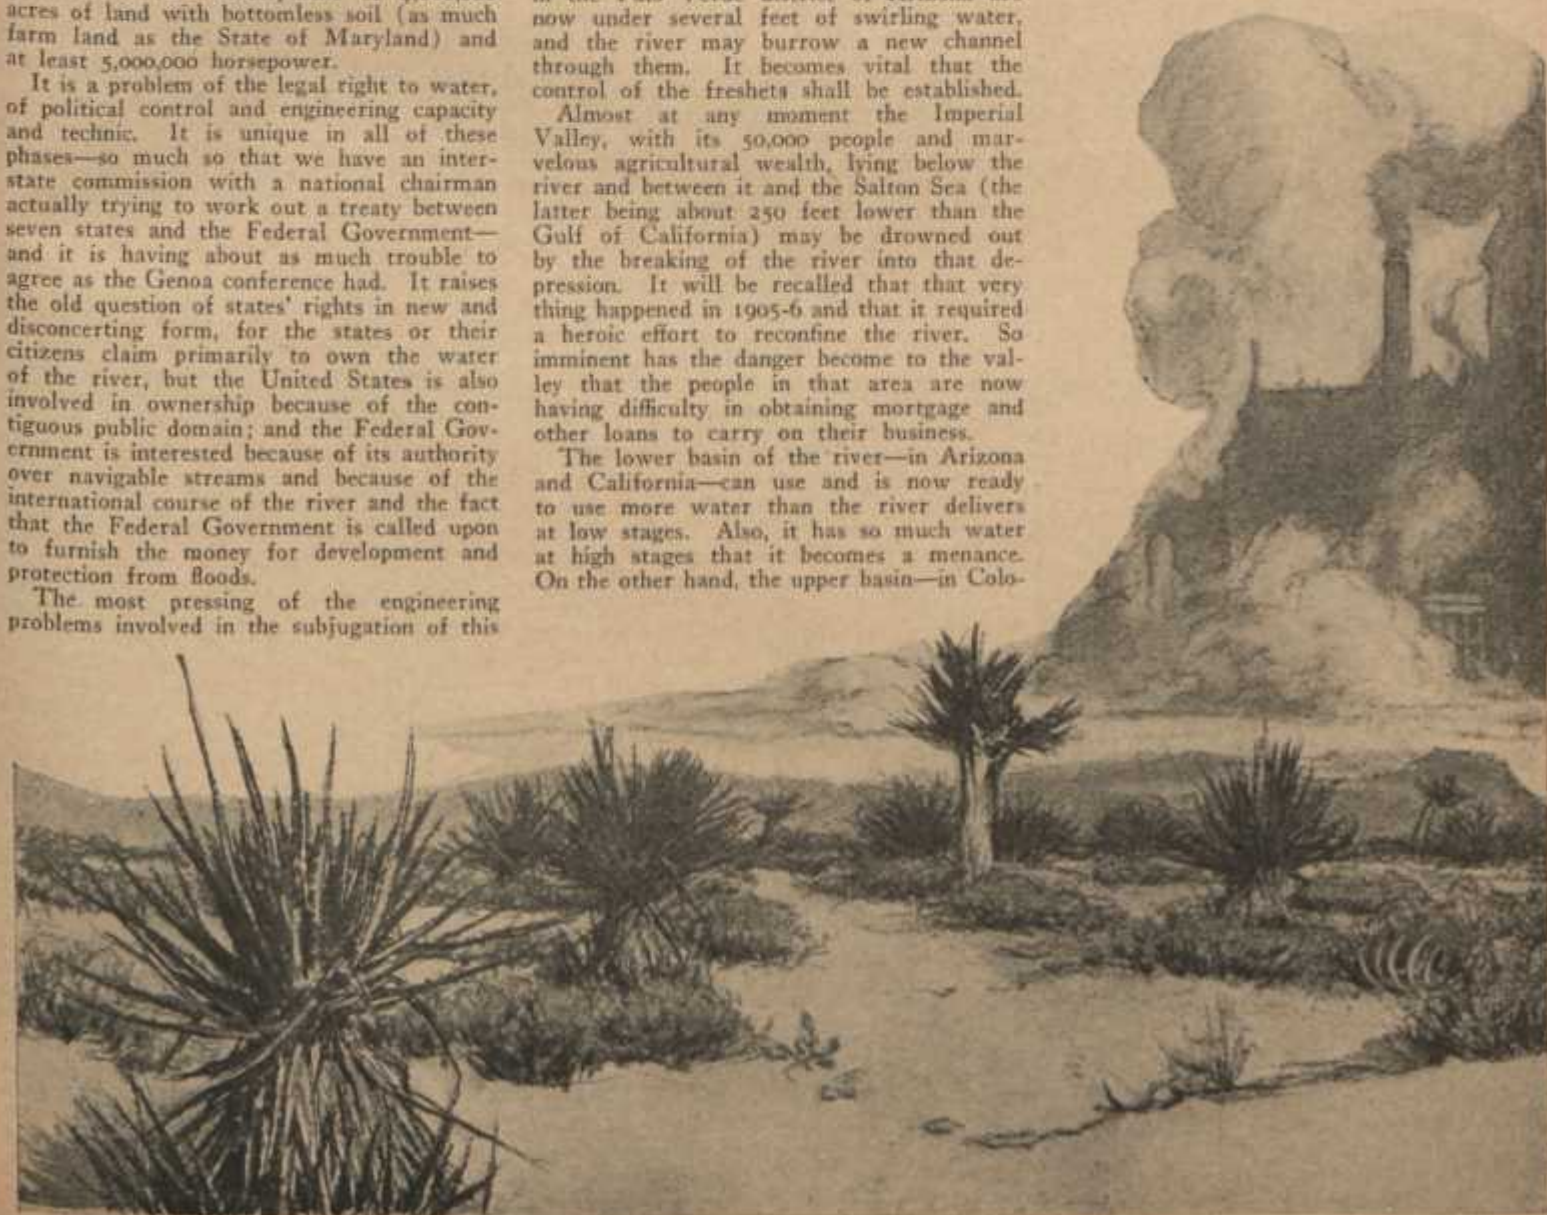 acres of land with bottomless soil (as much
farm land as the State of Maryland) and
at least 5,000,000 horsepower.
It is a problem of the legal right to water,
of political control and engineering capacity
and technic. It is unique in all of these
phases—so much so that we have an inter-
state commission with a national chairman
actually trying to work out a treaty between
seven states and the Federal Government—
and it is having about as much trouble to
agree as the Genoa conference had. It raises
the old question of states' rights in new and
disconcerting form, for the states or their
citizens claim primarily to own the water
of the river, but the United States is also
involved in ownership because of the con-
tiguous public domain; and the Federal Gov-
ernment is interested because of its authority
over navigable streams and because of the
international course of the river and the fact
that the Federal Government is called upon
to furnish the money for development and
protection from floods.
The most pressing of the engineering
problems involved in the subjugation of this
now under several feet of swirling water,
and the river may burrow a new channel
through them. It becomes vital that the
control of the freshets shall be established.
Almost at any moment the Imperial
Valley, with its 50,000 people and mar-
velous agricultural wealth, lying below the
river and between it and the Salton Sea (the
latter being about 250 feet lower than the
Gulf of California) may be drowned out
by the breaking of the river into that de-
pression. It will be recalled that that very
thing happened in 1905-6 and that it required
a heroic effort to reconfine the river. So
imminent has the danger become to the val-
ley that the people in that area are now
having difficulty in obtaining mortgage and
other loans to carry on their business.
The lower basin of the river—in Arizona
and California—can use and is now ready
to use more water than the river delivers
at low stages. Also, it has so much water
at high stages that it becomes a menance.
On the other hand, the upper basin—in Colo-